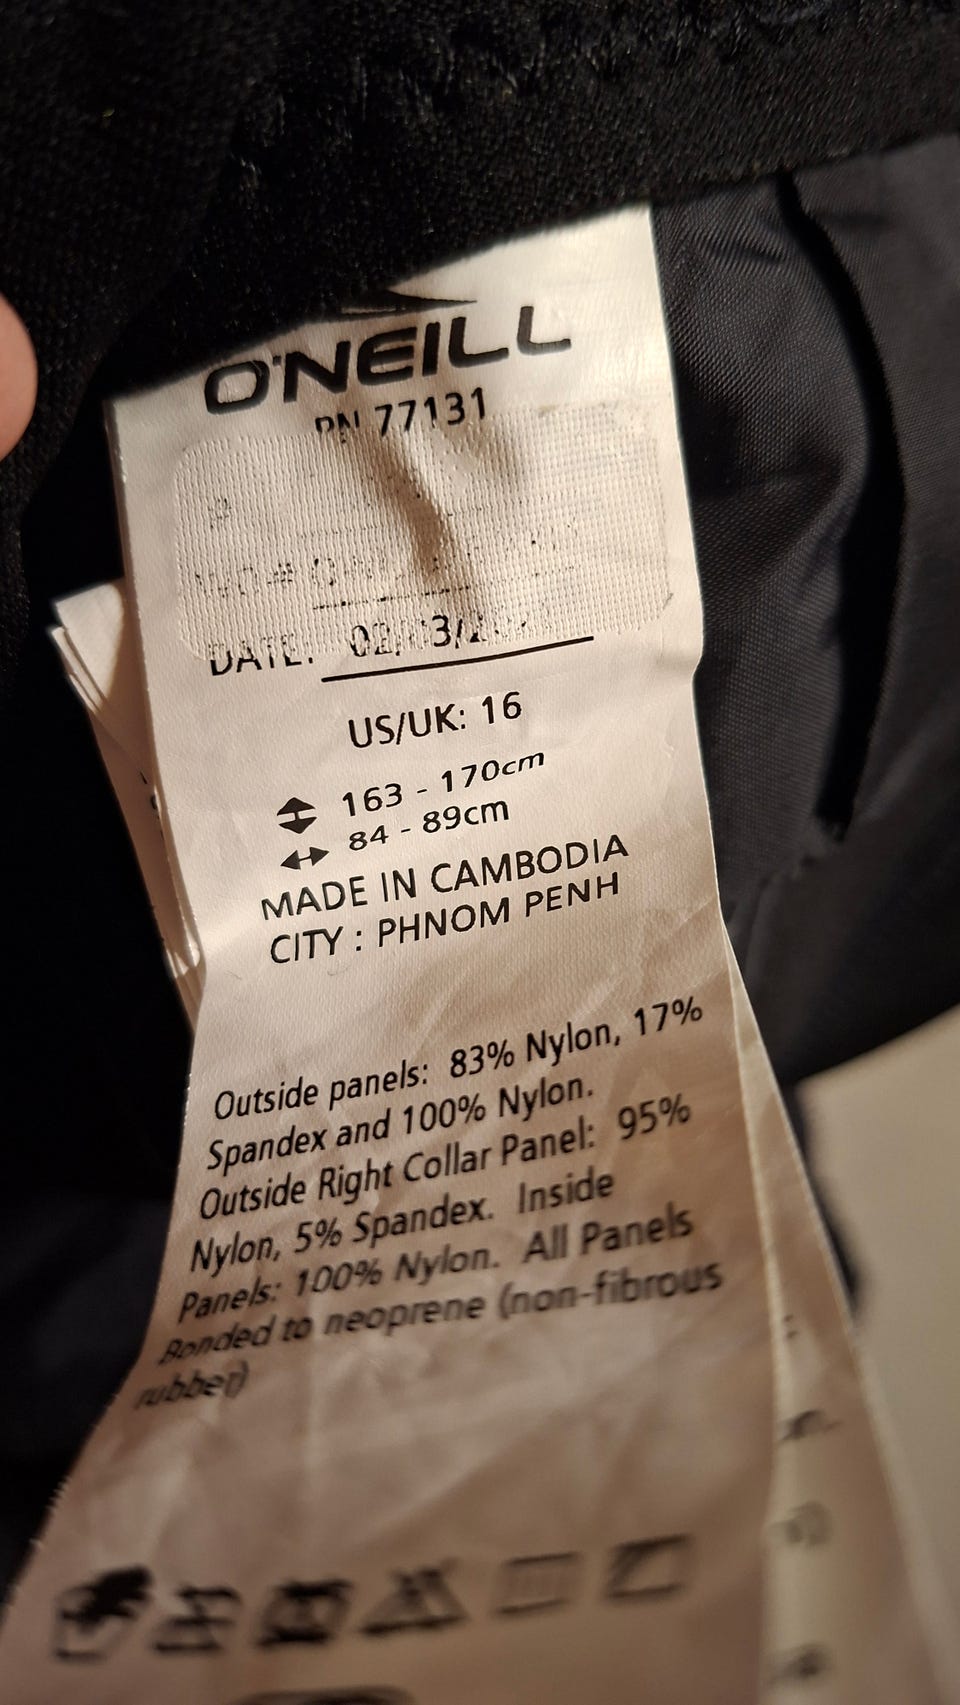 O'NEILL
RN 77131
DATE:
US/UK: 16
163 - 170cm
84 - 89cm
MADE IN CAMBODIA
CITY : PHNOM PENH
Outside panels: 83% Nylon, 17%
Spandex and 100% Nylon.
Outside Right Collar Panel: 95%
Nylon, 5% Spandex. Inside
Panels: 100% Nylon. All Panels
Bonded to neoprene (non-fibrous
rubber)